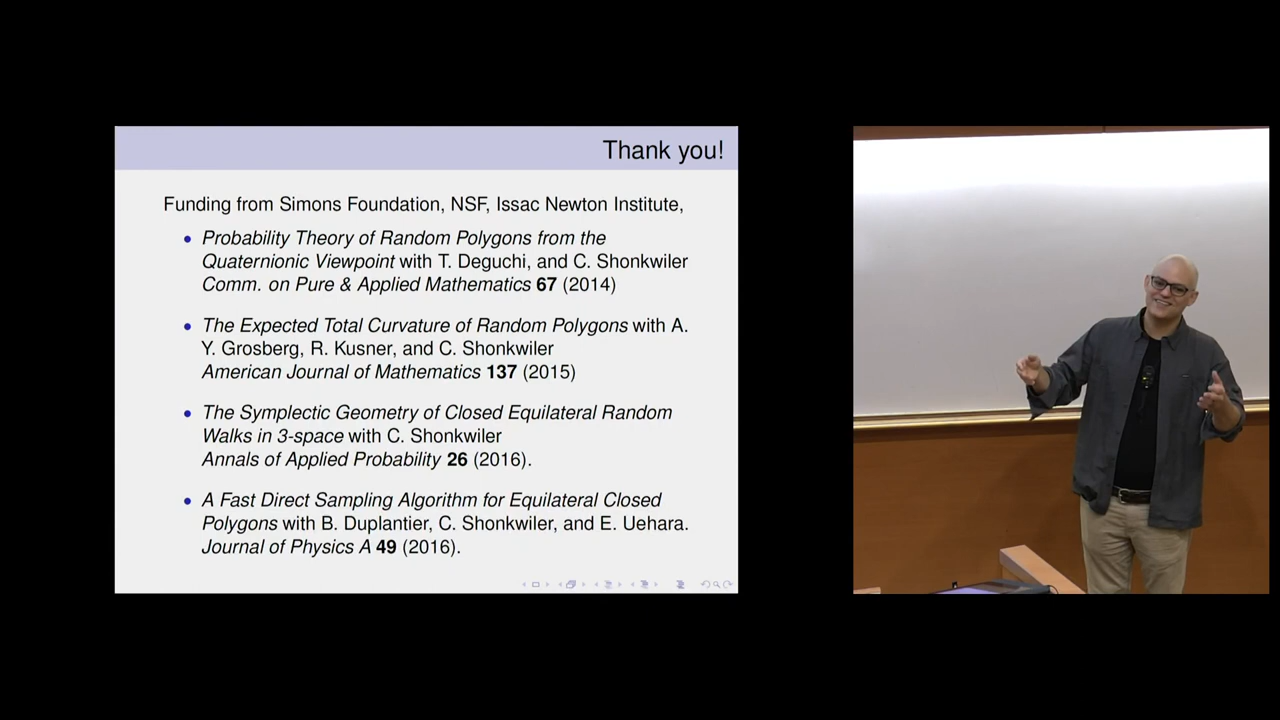 Thank you!
Funding from Simons Foundation, NSF, Issac Newton Institute,
• Probability Theory of Random Polygons from the
Quaternionic Viewpoint with T. Deguchi, and C. Shonkwiler
Comm. on Pure & Applied Mathematics 67 (2014)
• The Expected Total Curvature of Random Polygons with A.
Y. Grosberg, R. Kusner, and C. Shonkwiler
American Journal of Mathematics 137 (2015)
• The Symplectic Geometry of Closed Equilateral Random
Walks in 3-space with C. Shonkwiler
Annals of Applied Probability 26 (2016).
• A Fast Direct Sampling Algorithm for Equilateral Closed
Polygons with B. Duplantier, C. Shonkwiler, and E. Uehara.
Journal of Physics A 49 (2016).